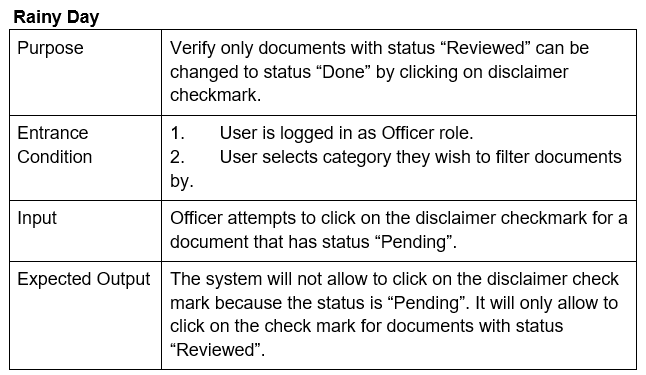 Rainy Day
Purpose
Verify only documents with status “Reviewed” can be
changed to status “Done” by clicking on disclaimer
checkmark.
Entrance
Condition
1. User is logged in as Officer role.
2. User selects category they wish to filter documents
by.
Input
Officer attempts to click on the disclaimer checkmark for a
document that has status “Pending”.
Expected Output
The system will not allow to click on the disclaimer check
mark because the status is “Pending”. It will only allow to
click on the check mark for documents with status
“Reviewed”.